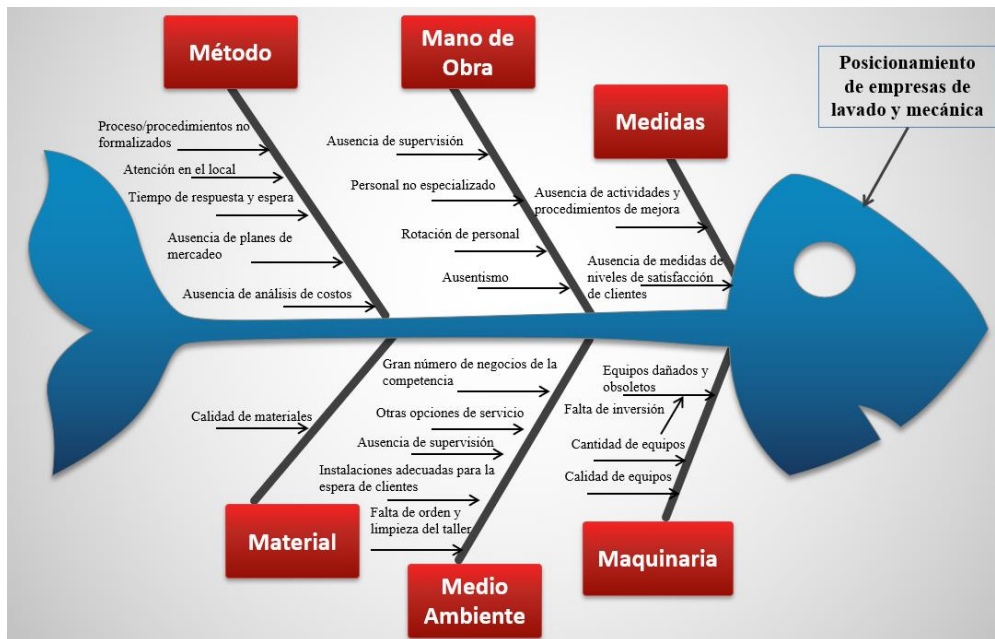 Método
Proceso/procedimientos no
formalizados
Atención en el local
Tiempo de respuesta y espera
Ausencia de planes de
mercadeo
Ausencia de análisis de costos
Mano de
Obra
Ausencia de supervisión
Personal no especializado
Rotación de personal
Ausentismo
Medidas
Ausencia de actividades y
procedimientos de mejora
Ausencia de medidas de
niveles de satisfacción
de clientes
Posicionamiento
de empresas de
lavado y mecánica
Calidad de materiales
Material
Gran número de negocios de la
competencia
Otras opciones de servicio
Ausencia de supervisión
Instalaciones adecuadas para la
espera de clientes
Falta de orden y
limpieza del taller
Medio
Ambiente
Equipos dañados y
obsoletos
Falta de inversión
Cantidad de equipos
Calidad de equipos
Maquinaria